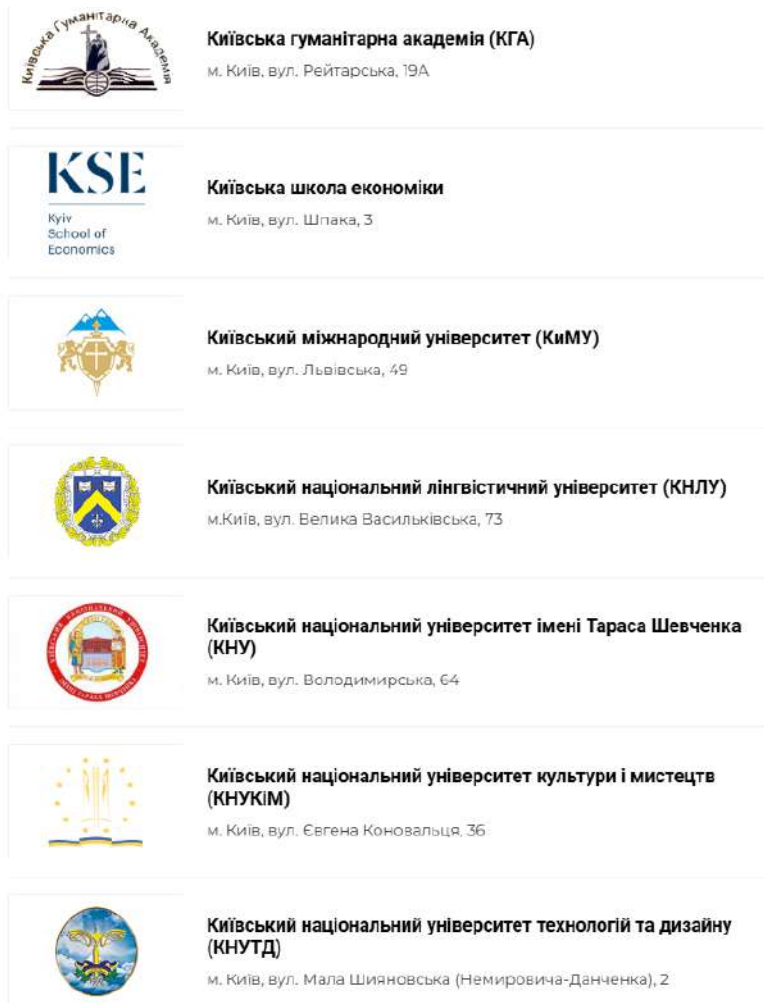 Київська Гуманітарна Академія
Київська гуманітарна академія (КГА)
м. Київ, вул. Рейтарська, 19А
KSE
Kyiv
School of
Economics
Київська школа економіки
м. Київ, вул. Шпака, 3
Київський міжнародний університет (КиМУ)
м. Київ, вул. Львівська, 49
Київський національний лінгвістичний університет (КНЛУ)
м.Київ, вул. Велика Васильківська, 73
Київський національний університет імені Тараса Шевченка
(КНУ)
м. Київ, вул. Володимирська, 64
Київський національний університет культури і мистецтв
(КНУКіМ)
м. Київ, вул. Євгена Коновальця, 36
Київський національний університет технологій та дизайну
(КНУТД)
м. Київ, вул. Мала Шияновська (Немировича-Данченка), 2